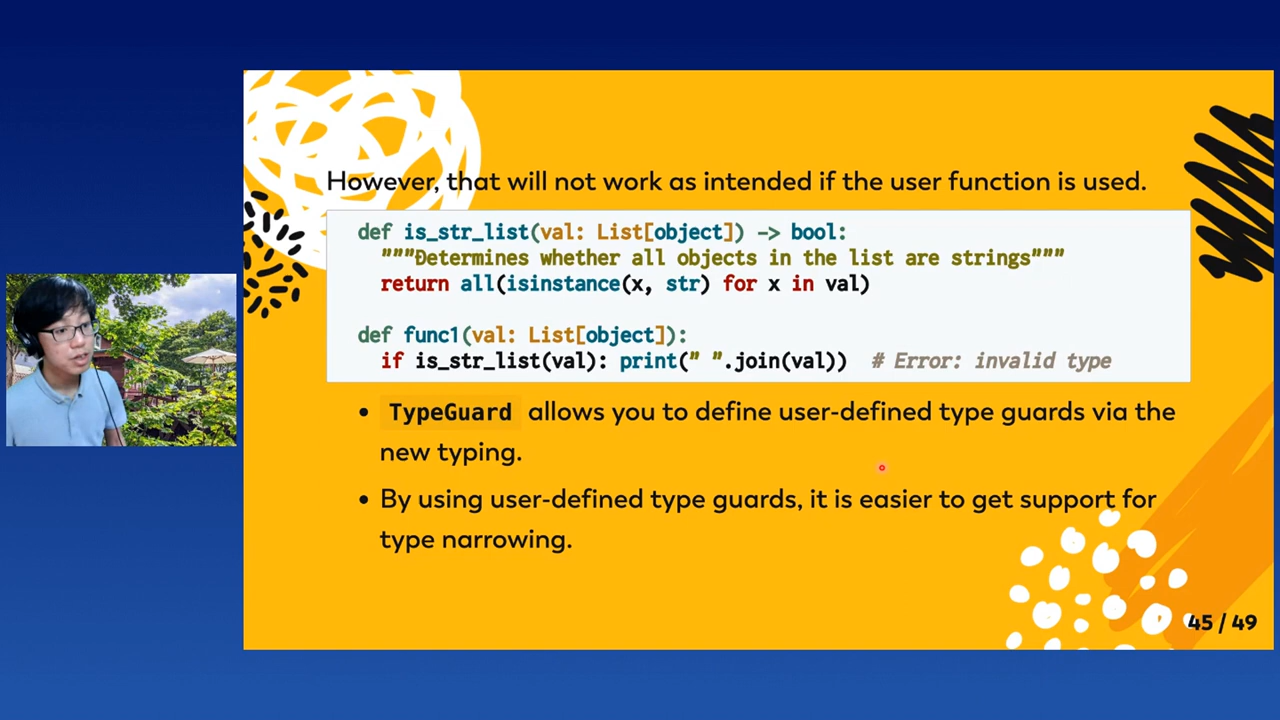 However, that will not work as intended if the user function is used.
def is_str_list(val: List[object]) -> bool:
"""Determines whether all objects in the list are strings"""
return all(isinstance(x, str) for x in val)
def func1(val: List[object]):
if is_str_list(val): print(" ".join(val)) # Error: invalid type
• TypeGuard allows you to define user-defined type guards via the
new typing.
• By using user-defined type guards, it is easier to get support for
type narrowing.
45 / 49